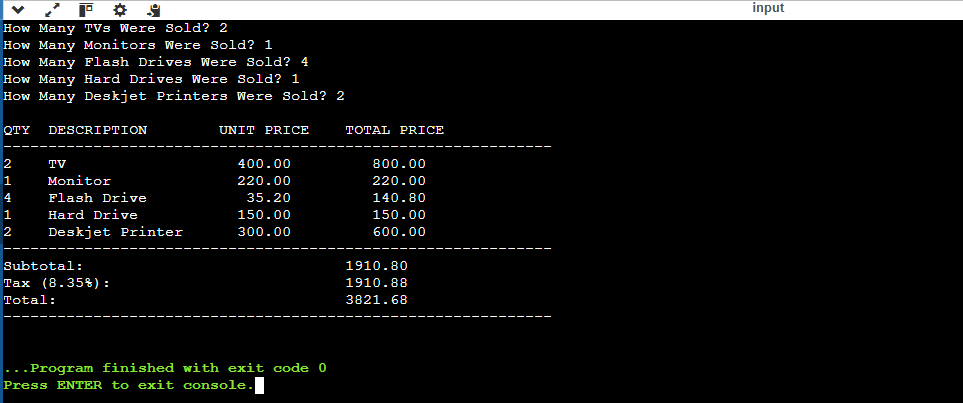 input
How Many TVs Were Sold? 2
How Many Monitors Were Sold? 1
How Many Flash Drives Were Sold? 4
How Many Hard Drives Were Sold? 1
How Many Deskjet Printers Were Sold? 2
QTY DESCRIPTION UNIT PRICE TOTAL PRICE
-------------------------------------------------------------
2 TV 400.00 800.00
1 Monitor 220.00 220.00
4 Flash Drive 35.20 140.80
1 Hard Drive 150.00 150.00
2 Deskjet Printer 300.00 600.00
-------------------------------------------------------------
Subtotal: 1910.80
Tax (8.35%): 1910.88
Total: 3821.68
-------------------------------------------------------------
...Program finished with exit code 0
Press ENTER to exit console.